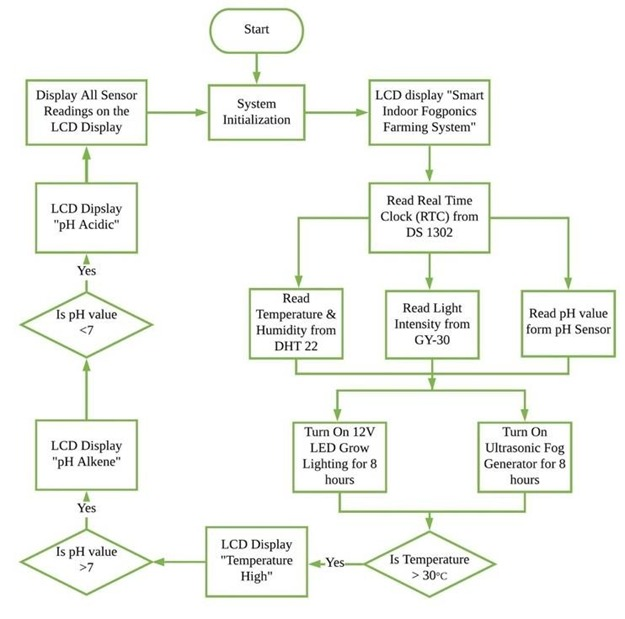 Start
Display All Sensor
Readings on the
LCD Display
System
Initialization
LCD display "Smart
Indoor Fogponics
Farming System"
LCD Dipslay
"pH Acidic"
Read Real Time
Clock (RTC) from
DS 1302
Yes
Is pH value
<7
Read
Temperature &
Humidity from
DHT 22
Read Light
Intensity from
GY-30
Read pH value
form pH Sensor
LCD Display
"pH Alkene"
Turn On 12V
LED Grow
Lighting for 8
hours
Turn On
Ultrasonic Fog
Generator for 8
hours
Yes
Is pH value
>7
LCD Display
"Temperature
High"
Yes
Is Temperature
> 30°C